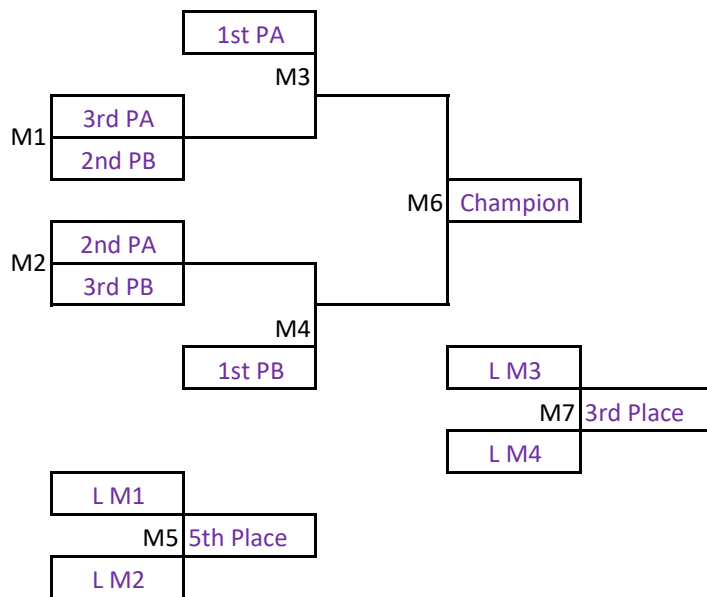 1st PA
M3
3rd PA
M1
2nd PB
M6 Champion
2nd PA
M2
3rd PB
M4
1st PB
L M3
M7 3rd Place
L M4
L M1
M5 5th Place
L M2